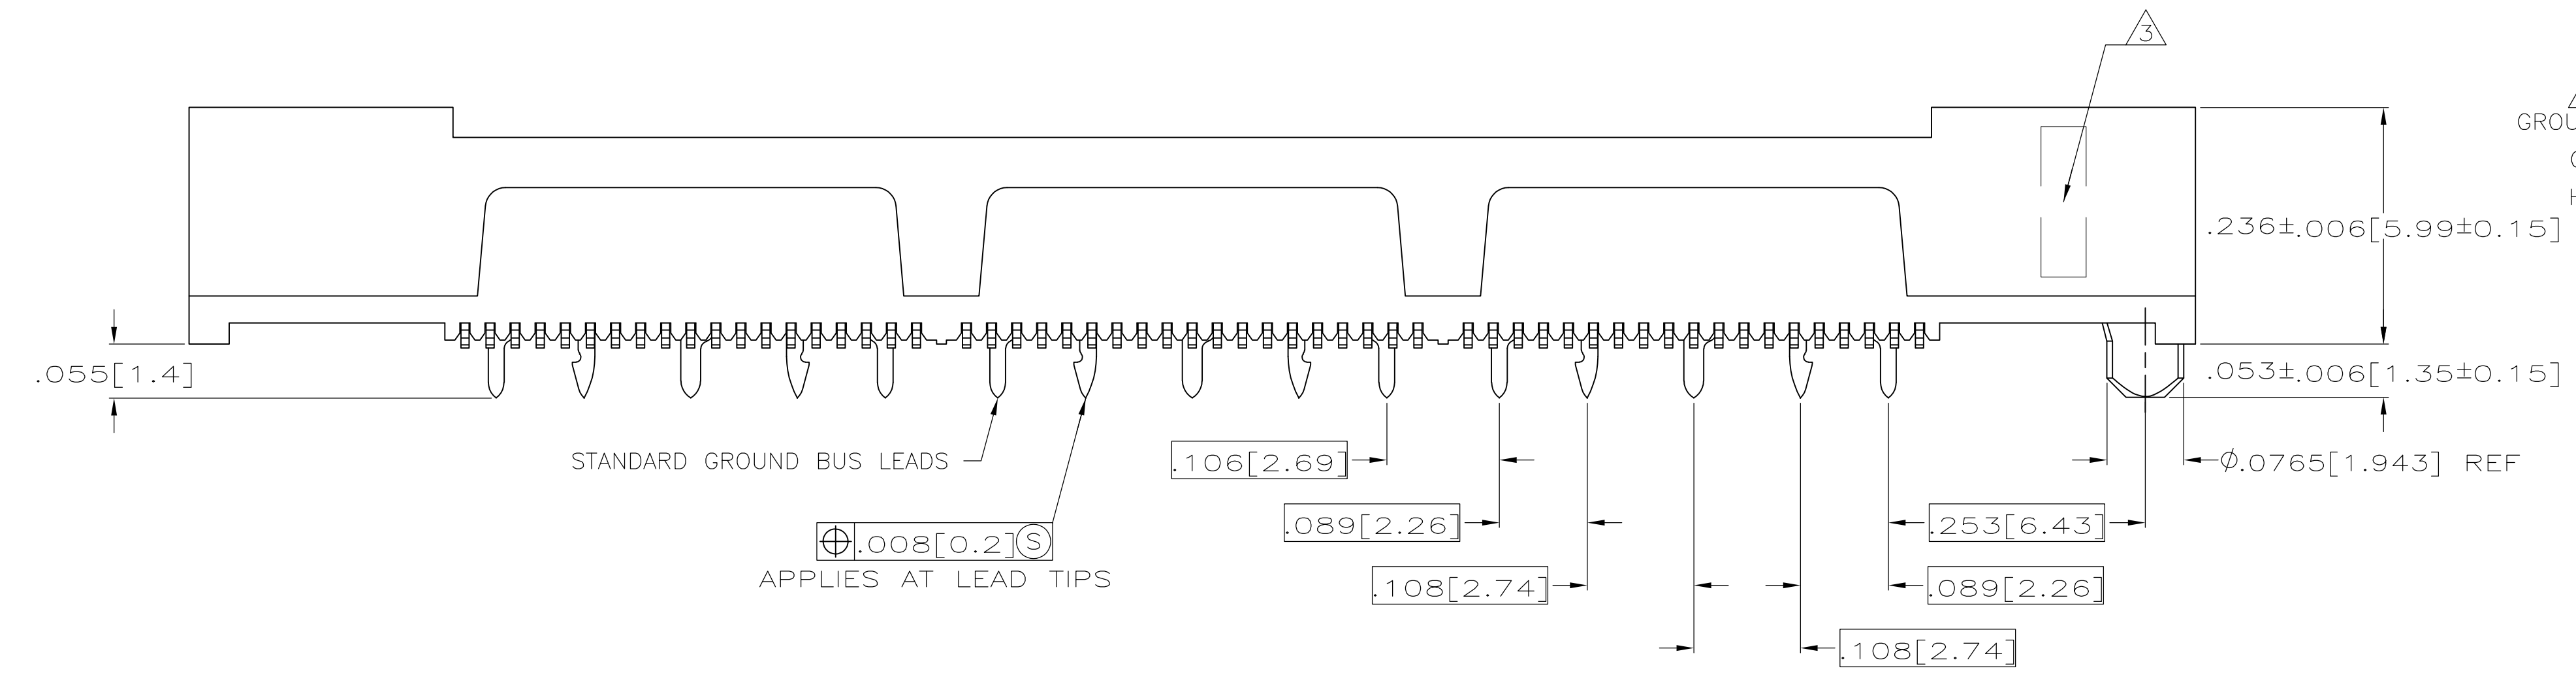 3
GROU
.236±.006[5.99±0.15]
.055[1.4]
.053±.006[1.35±0.15]
STANDARD GROUND BUS LEADS
.106[2.69]
⌀.0765[1.943] REF
.089[2.26]
.253[6.43]
⌖.008[0.2]Ⓢ
APPLIES AT LEAD TIPS
.108[2.74]
.089[2.26]
.108[2.74]